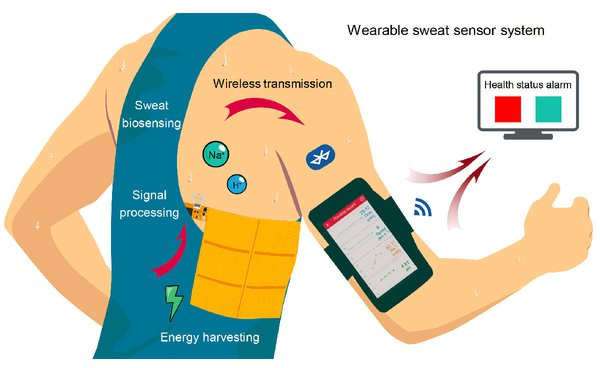 Wearable sweat sensor system
Wireless transmission
Health status alarm
Sweat
biosensing
Na+
H+
Signal
processing
Energy harvesting